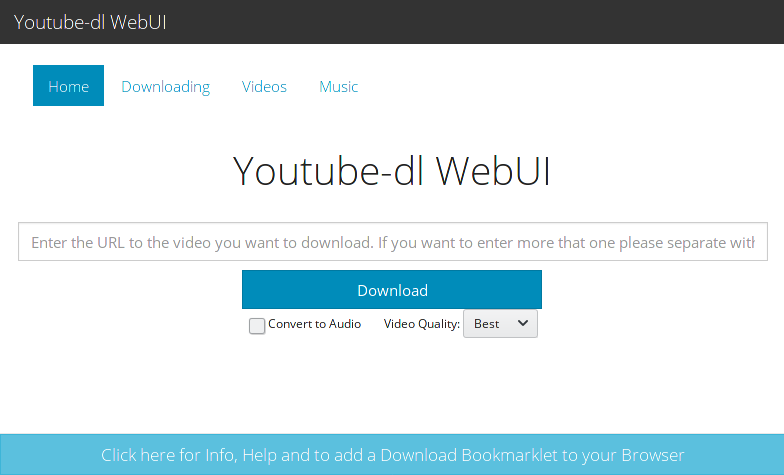 Youtube-dl WebUI
Home Downloading Videos Music
Youtube-dl WebUI
Enter the URL to the video you want to download. If you want to enter more that one please separate with
Download
Convert to Audio Video Quality: Best
Click here for Info, Help and to add a Download Bookmarklet to your Browser